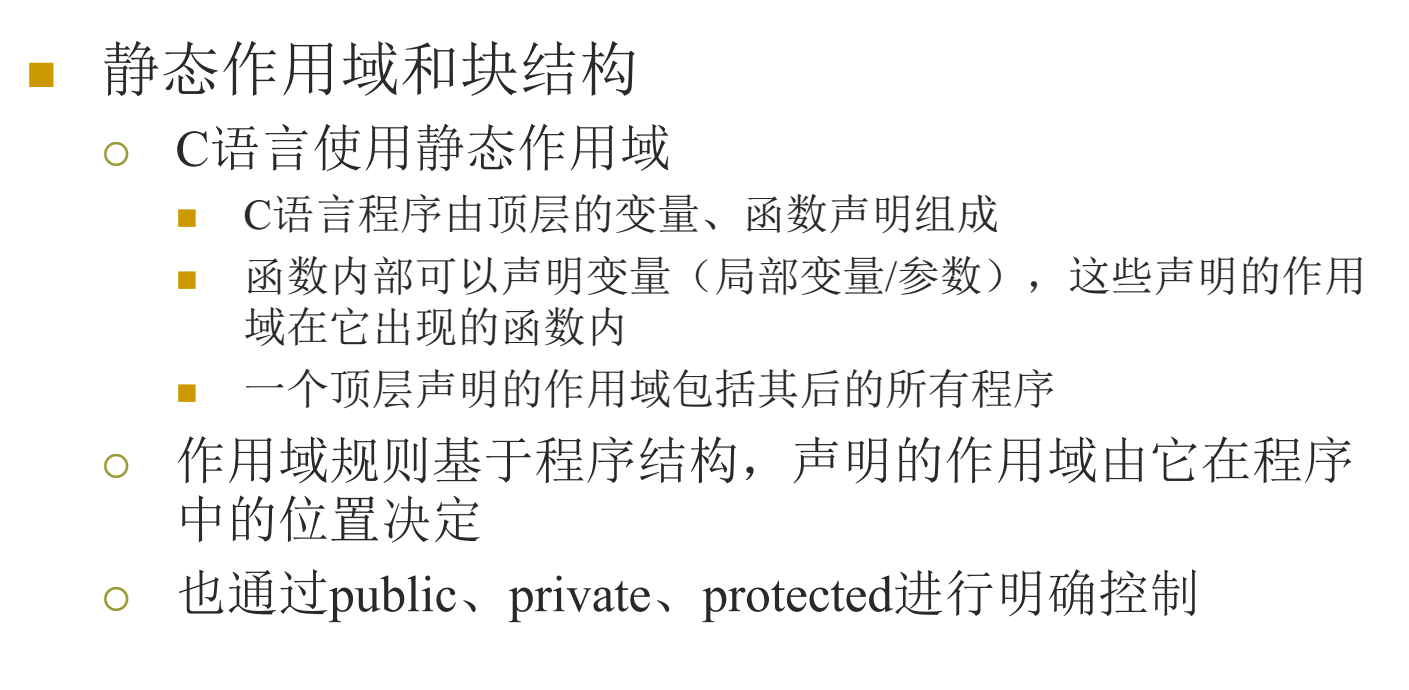 静态作用域和块结构
C语言使用静态作用域
C语言程序由顶层的变量、函数声明组成
函数内部可以声明变量（局部变量/参数），这些声明的作用
域在它出现的函数内
一个顶层声明的作用域包括其后的所有程序
作用域规则基于程序结构，声明的作用域由它在程序
中的位置决定
也通过public、private、protected进行明确控制